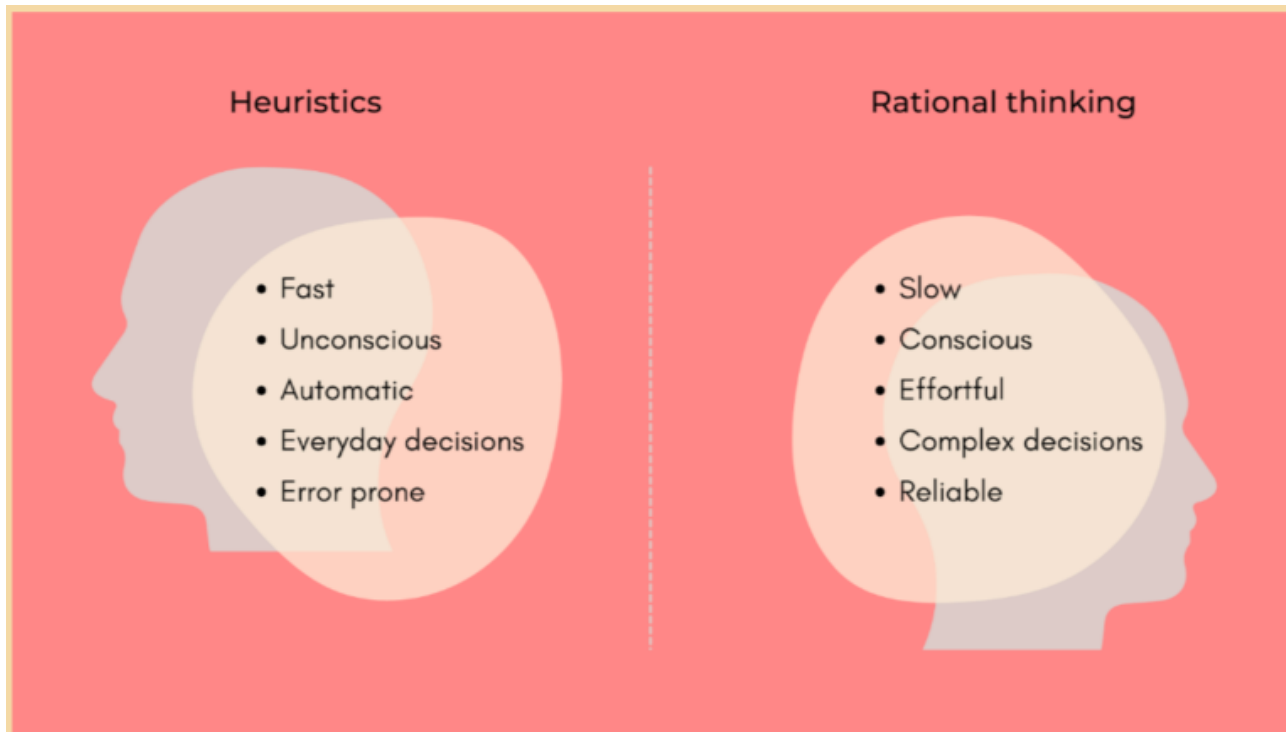 Heuristics
• Fast
• Unconscious
• Automatic
• Everyday decisions
• Error prone
Rational thinking
• Slow
• Conscious
• Effortful
• Complex decisions
• Reliable